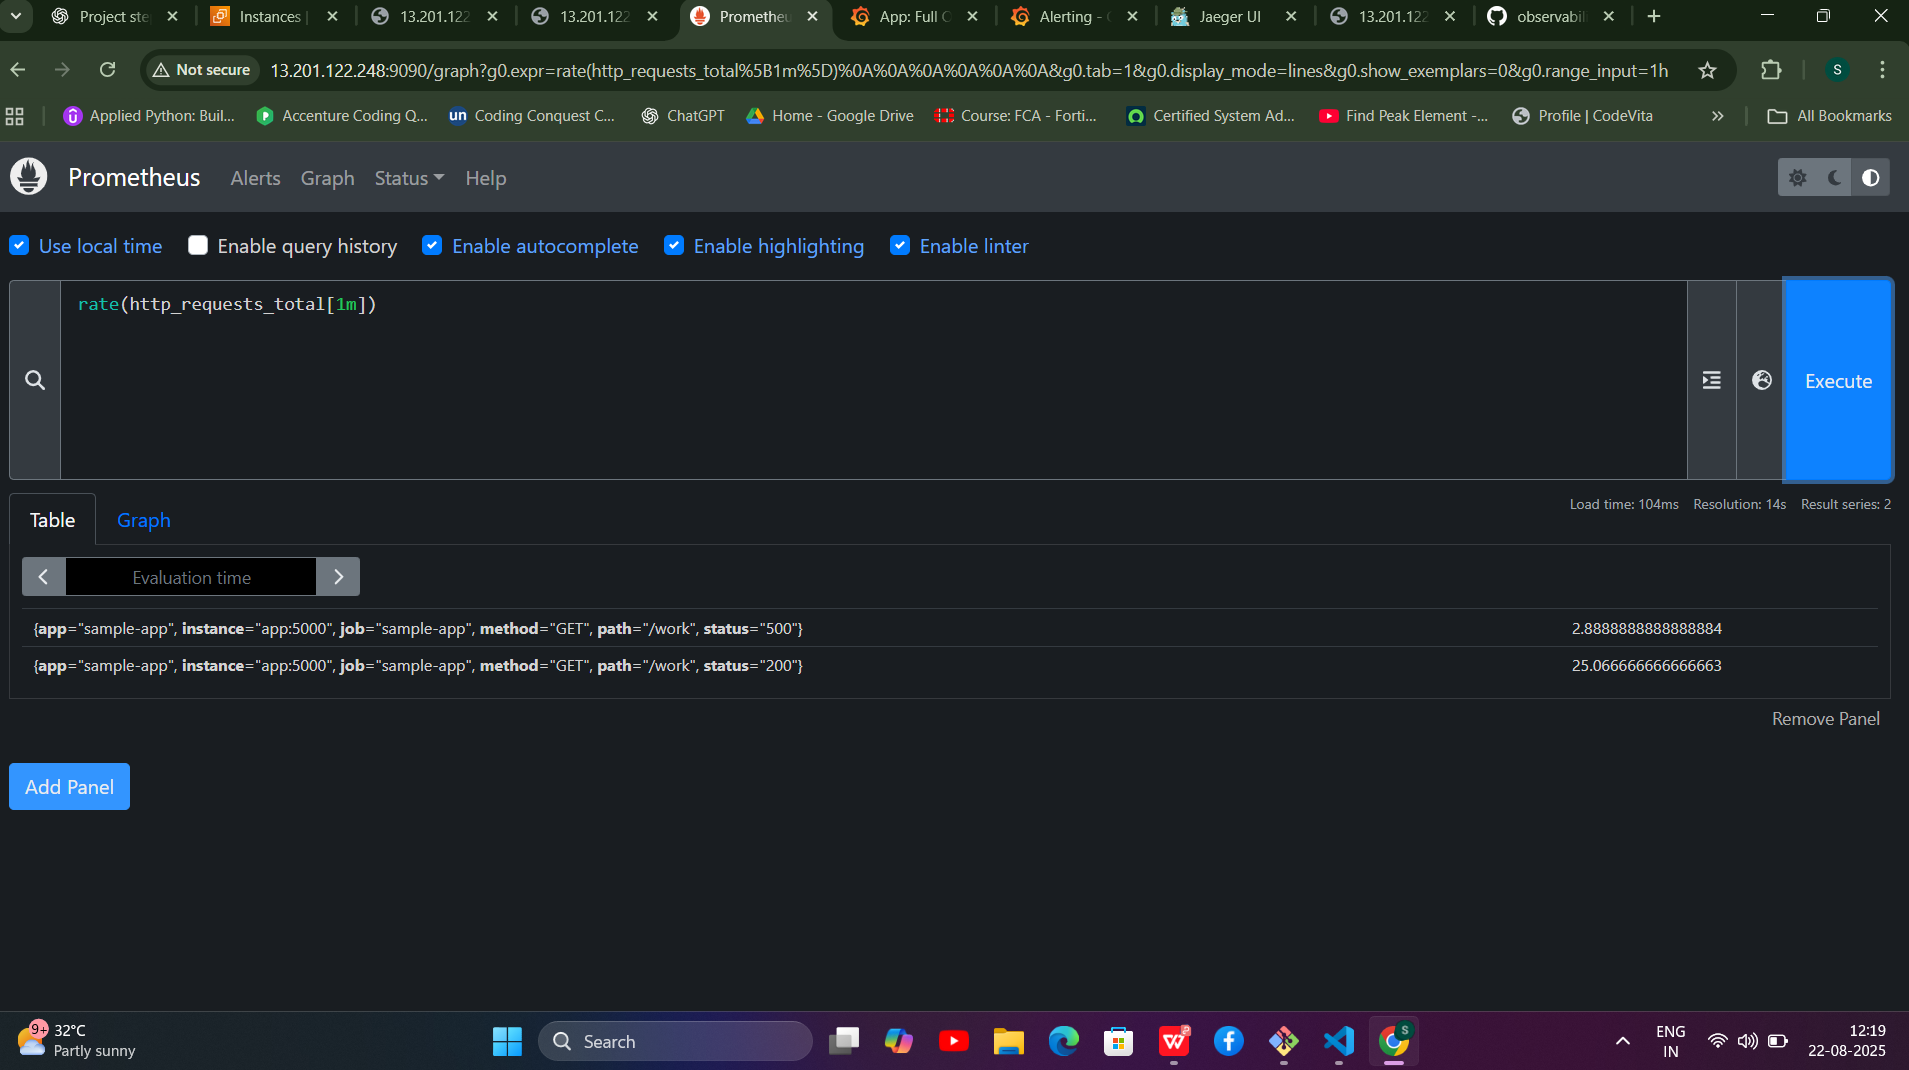 Project ste
Instances |
13.201.122
13.201.122
Prometheu
App: Full O
Alerting - G
Jaeger UI
13.201.122
observabili
Not secure
13.201.122.248:9090/graph?g0.expr=rate(http_requests_total%5B1m%5D)%0A%0A%0A%0A%0A%0A&g0.tab=1&g0.display_mode=lines&g0.show_exemplars=0&g0.range_input=1h
S
Applied Python: Buil...
Accenture Coding Q...
un
Coding Conquest C...
ChatGPT
Home - Google Drive
Course: FCA - Forti...
Certified System Ad...
Find Peak Element -...
Profile | CodeVita
»
All Bookmarks
Prometheus
Alerts
Graph
Status
Help
Use local time
Enable query history
Enable autocomplete
Enable highlighting
Enable linter
rate(http_requests_total[1m])
Execute
Table
Graph
Load time: 104ms
Resolution: 14s
Result series: 2
Evaluation time
{app="sample-app", instance="app:5000", job="sample-app", method="GET", path="/work", status="500"}
2.8888888888888884
{app="sample-app", instance="app:5000", job="sample-app", method="GET", path="/work", status="200"}
25.066666666666663
Remove Panel
Add Panel
9+
32°C
Partly sunny
Search
S
ENG
IN
12:19
22-08-2025